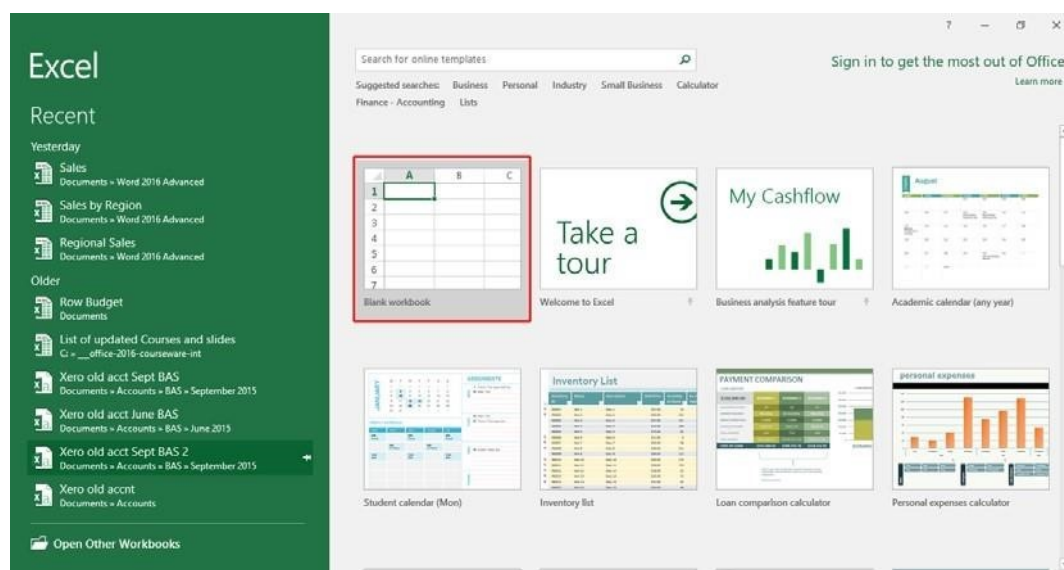 Excel
Recent
Yesterday
Sales
Documents » Word 2016 Advanced
Sales by Region
Documents » Word 2016 Advanced
Regional Sales
Documents » Word 2016 Advanced
Older
Row Budget
Documents
List of updated Courses and slides
C: » __office-2016-courseware-int
Xero old acct Sept BAS
Documents » Accounts » BAS » September 2015
Xero old acct June BAS
Documents » Accounts » BAS » June 2015
Xero old acct Sept BAS 2
Documents » Accounts » BAS » September 2015
Xero old accnt
Documents » Accounts
Open Other Workbooks
?
Search for online templates
Sign in to get the most out of Office
Learn more
Suggested searches: Business Personal Industry Small Business Calculator
Finance - Accounting Lists
A B C
1
2
3
4
5
6
7
Blank workbook
Take a
tour
Welcome to Excel
My Cashflow
Business analysis feature tour
August
Academic calendar (any year)
JANUARY
ASSIGNMENTS
Student calendar (Mon)
Inventory List
Inventory list
PAYMENT COMPARISON
Loan comparison calculator
personal expenses
Personal expenses calculator